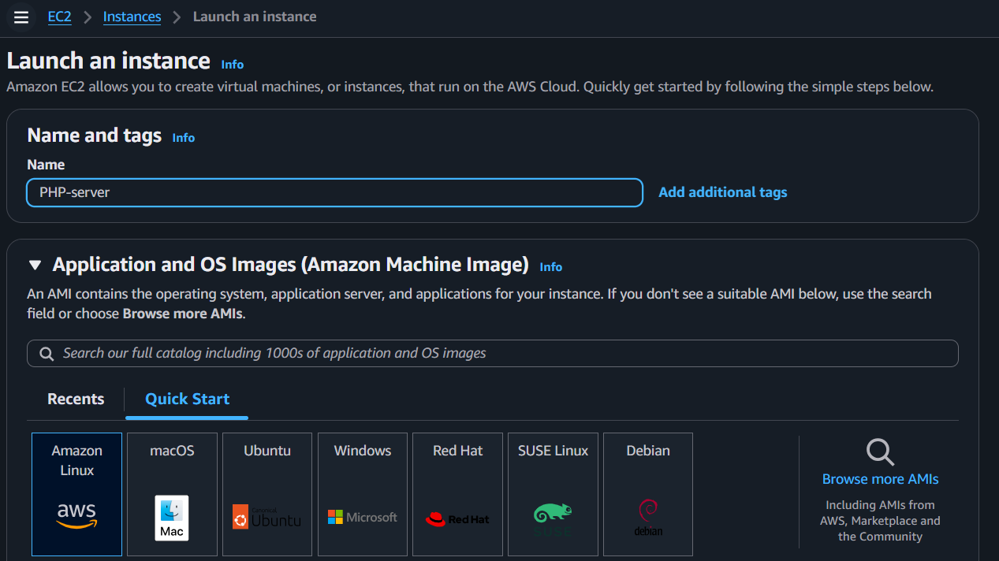 EC2 > Instances > Launch an instance
Launch an instance Info
Amazon EC2 allows you to create virtual machines, or instances, that run on the AWS Cloud. Quickly get started by following the simple steps below.
Name and tags Info
Name
PHP-server
Add additional tags
Application and OS Images (Amazon Machine Image) Info
An AMI contains the operating system, application server, and applications for your instance. If you don't see a suitable AMI below, use the search
field or choose Browse more AMIs.
Search our full catalog including 1000s of application and OS images
Recents
Quick Start
Amazon
Linux
aws
macOS
Mac
Ubuntu
Ubuntu
Windows
Microsoft
Red Hat
Red Hat
SUSE Linux
SUSE
Debian
debian
Browse more AMIs
Including AMIs from
AWS, Marketplace and
the Community